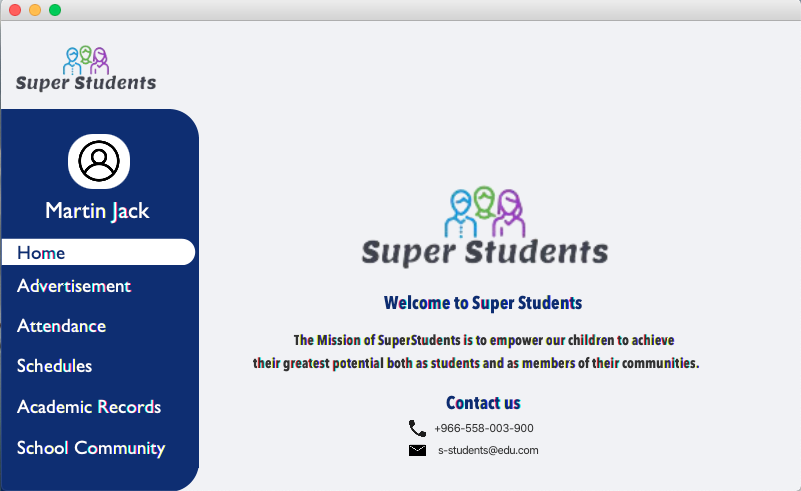 Super Students
Martin Jack
Home
Advertisement
Attendance
Schedules
Academic Records
School Community
Super Students
Welcome to Super Students
The Mission of SuperStudents is to empower our children to achieve
their greatest potential both as students and as members of their communities.
Contact us
+966-558-003-900
s-students@edu.com